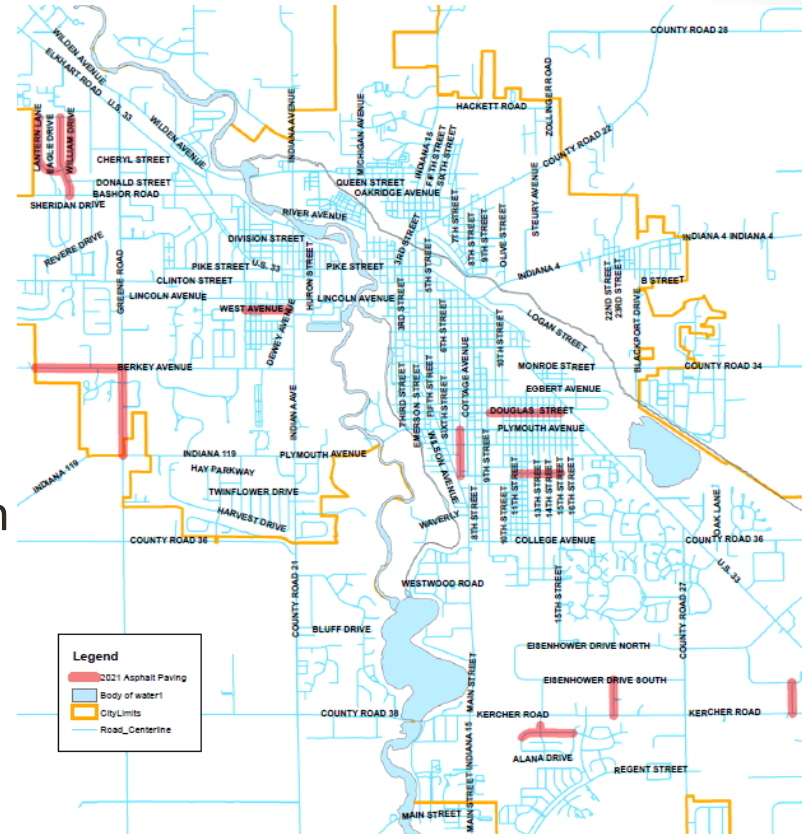 COUNTY ROAD 28
WILDEN AVENUE
ELKHART ROAD
U.S. 33
WILDEN AVENUE
INDIANA AVENUE
MICHIGAN AVENUE
HACKETT ROAD
ZOLLINGER ROAD
COUNTY ROAD 22
LANTERN LANE
EAGLE DRIVE
WILLIAM DRIVE
INDIANA 15
FIFTH STREET
SIXTH STREET
CHERYL STREET
DONALD STREET
BASHOR ROAD
SHERIDAN DRIVE
QUEEN STREET
OAKRIDGE AVENUE
STEURY AVENUE
RIVER AVENUE
3RD STREET
7TH STREET
8TH STREET
9TH STREET
OLIVE STREET
REVERE DRIVE
DIVISION STREET
INDIANA 4 INDIANA 4
GREENE ROAD
PIKE STREET
U.S. 33
HURON STREET
PIKE STREET
5TH STREET
INDIANA 4
CLINTON STREET
22ND STREET
23RD STREET
B STREET
LINCOLN AVENUE
LINCOLN AVENUE
WEST AVENUE
DEWEY AVENUE
3RD STREET
6TH STREET
10TH STREET
LOGAN STREET
BLACKPORT DRIVE
BERKEY AVENUE
COTTAGE AVENUE
MONROE STREET
COUNTY ROAD 34
INDIANA AVE
THIRD STREET
EMERSON STREET
FIFTH STREET
SIXTH STREET
EGBERT AVENUE
DOUGLAS STREET
PLYMOUTH AVENUE
INDIANA 119
INDIANA 119
PLYMOUTH AVENUE
WILSON AVENUE
9TH STREET
HAY PARKWAY
11TH STREET
13TH STREET
14TH STREET
15TH STREET
16TH STREET
TWINFLOWER DRIVE
HARVEST DRIVE
n
WAVERLY
8TH STREET
10TH STREET
OAK LANE
COUNTY ROAD 36
COLLEGE AVENUE
COUNTY ROAD 36
U.S. 33
COUNTY ROAD 21
WESTWOOD ROAD
15TH STREET
COUNTY ROAD 27
BLUFF DRIVE
EISENHOWER DRIVE NORTH
MAIN STREET
EISENHOWER DRIVE SOUTH
Legend
2021 Asphalt Paving
Body of water1
CityLimits
Road_Centerline
COUNTY ROAD 38
KERCHER ROAD
KERCHER ROAD
MAIN STREET INDIANA 15
ALANA DRIVE
REGENT STREET
MAIN STREET